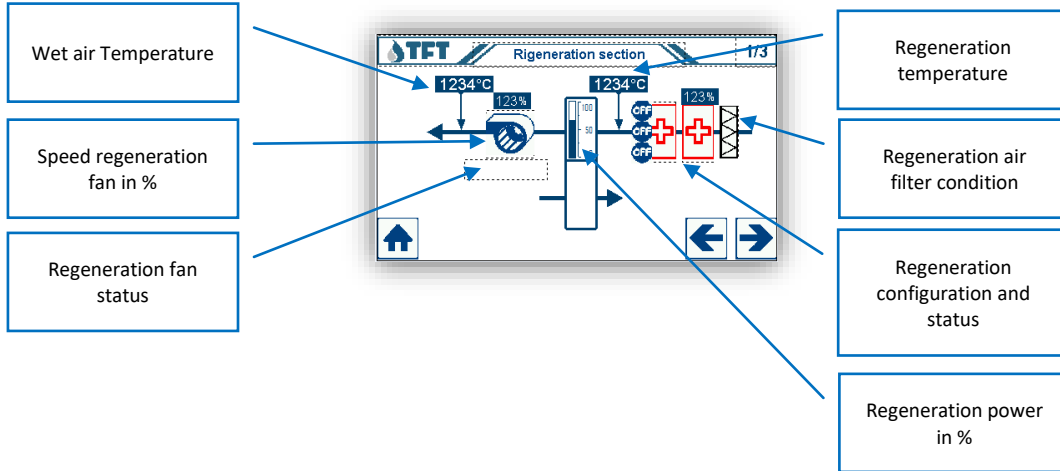 Wet air Temperature
Speed regeneration
fan in %
Regeneration fan
status
TFT
Rigeneration section
1/3
1234°C
1234°C
123%
123%
100
50
OFF
OFF
OFF
Regeneration
temperature
Regeneration air
filter condition
Regeneration
configuration and
status
Regeneration power
in %